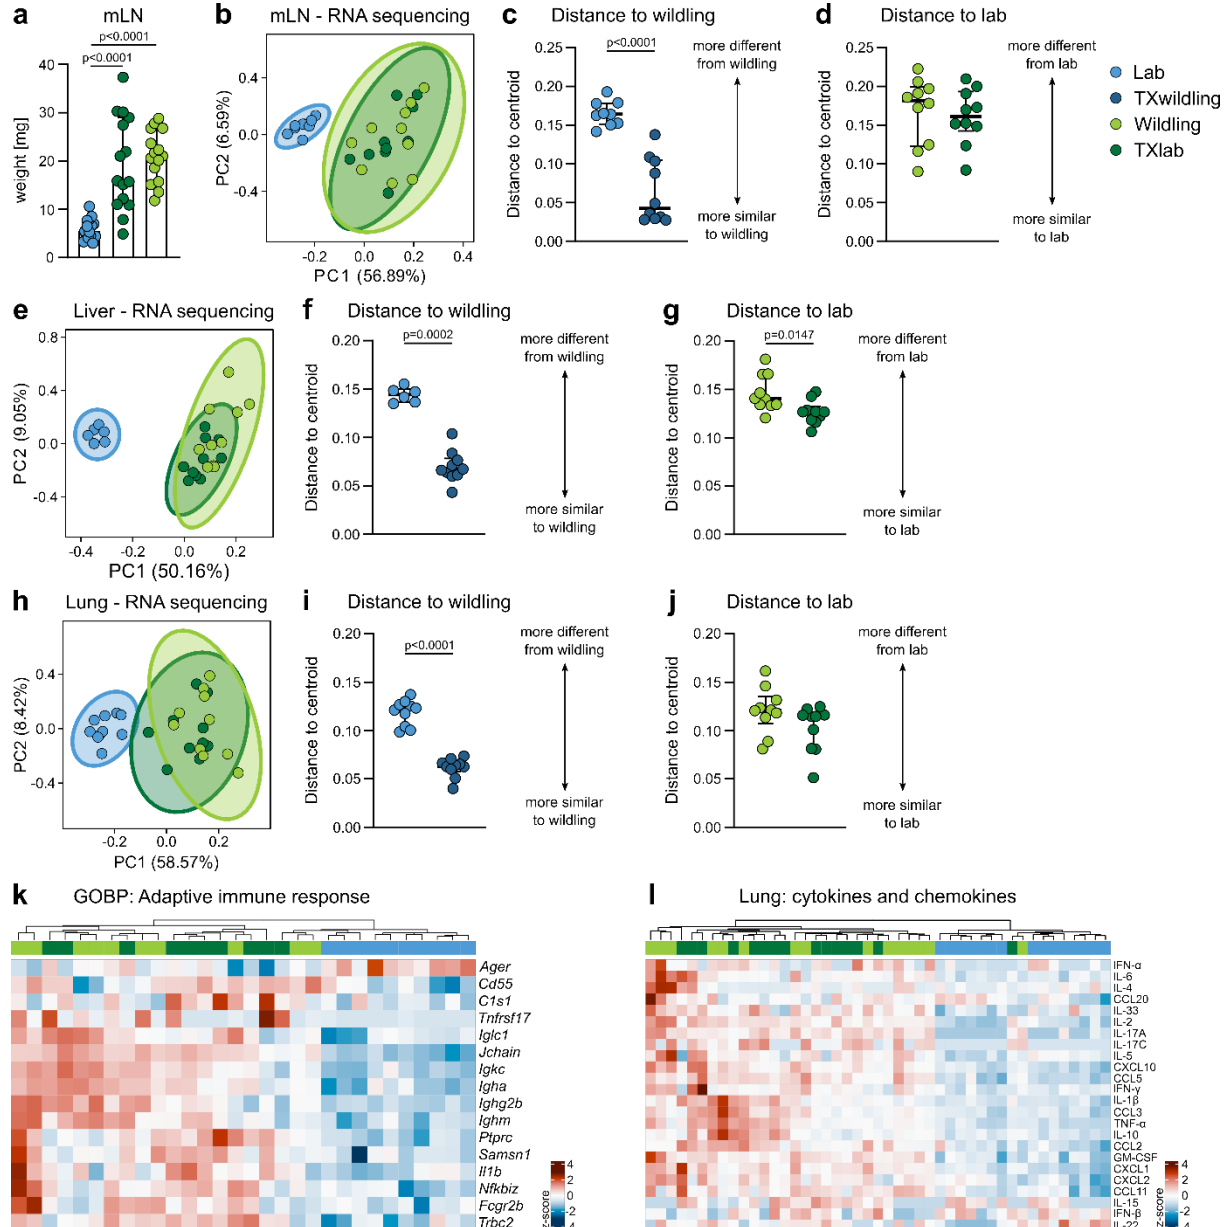 a
mLN
p<0.0001
p<0.0001
weight [mg]
40
30
20
10
0
b
mLN - RNA sequencing
PC2 (6.59%)
0.4
0.0
-0.4
-0.2
0.0
0.2
0.4
PC1 (56.89%)
c
Distance to wildling
Distance to centroid
0.25
0.20
0.15
0.10
0.05
0.00
p<0.0001
more different
from wildling
more similar
to wildling
d
Distance to lab
Distance to centroid
0.25
0.20
0.15
0.10
0.05
0.00
more different
from lab
more similar
to lab
Lab
TXwildling
Wildling
TXlab
e
Liver - RNA sequencing
PC2 (9.05%)
0.8
0.4
0.0
-0.4
-0.4
-0.2
0.0
0.2
PC1 (50.16%)
f
Distance to wildling
Distance to centroid
0.20
0.15
0.10
0.05
0.00
p=0.0002
more different
from wildling
more similar
to wildling
g
Distance to lab
Distance to centroid
0.20
0.15
0.10
0.05
0.00
p=0.0147
more different
from lab
more similar
to lab
h
Lung - RNA sequencing
PC2 (8.42%)
0.4
0.0
-0.4
-0.2
0.0
0.2
PC1 (58.57%)
i
Distance to wildling
Distance to centroid
0.20
0.15
0.10
0.05
0.00
p<0.0001
more different
from wildling
more similar
to wildling
j
Distance to lab
Distance to centroid
0.20
0.15
0.10
0.05
0.00
more different
from lab
more similar
to lab
k
GOBP: Adaptive immune response
Ager
Cd55
C1s1
Tnfrsf17
Iglc1
Jchain
Igkc
Igha
Ighg2b
Ighm
Ptprc
Samsn1
Il1b
Nfkbiz
Fcgr2b
Trbc2
4
2
0
-2
-4
z-score
l
Lung: cytokines and chemokines
IFN-α
IL-6
IL-4
CCL20
IL-33
IL-2
IL-17A
IL-17C
IL-5
CXCL10
CCL5
IFN-γ
IL-1β
CCL3
TNF-α
IL-10
CCL2
GM-CSF
CXCL1
CXCL2
CCL11
IL-15
IFN-β
IL-22
4
2
0
-2
z-score